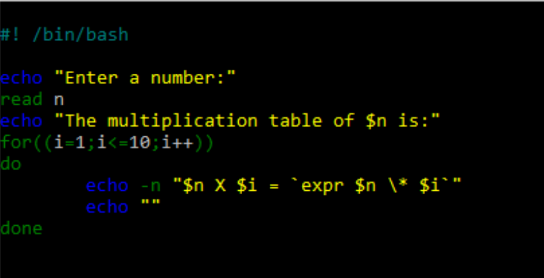 #! /bin/bash
echo "Enter a number:"
read n
echo "The multiplication table of $n is:"
for((i=1;i<=10;i++))
do
echo -n "$n X $i = `expr $n \* $i`"
echo ""
done